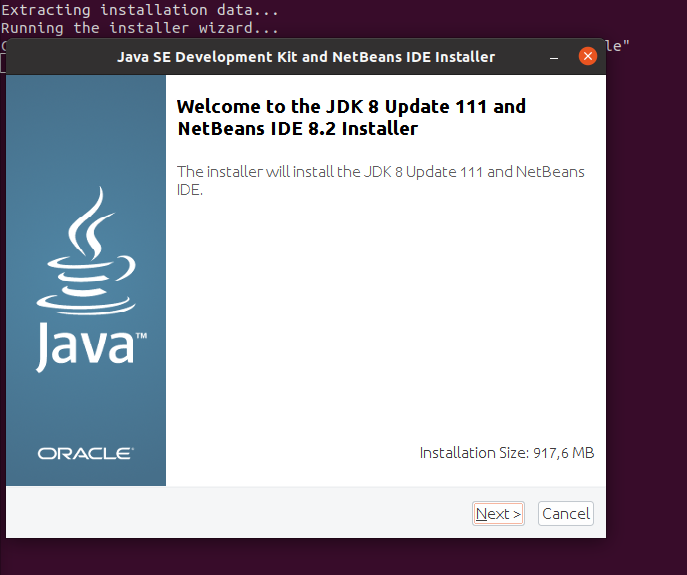 Extracting installation data...
Running the installer wizard...
le"
Java SE Development Kit and NetBeans IDE Installer
Welcome to the JDK 8 Update 111 and
NetBeans IDE 8.2 Installer
The installer will install the JDK 8 Update 111 and NetBeans
IDE.
Java™
ORACLE®
Installation Size: 917,6 MB
Next >
Cancel